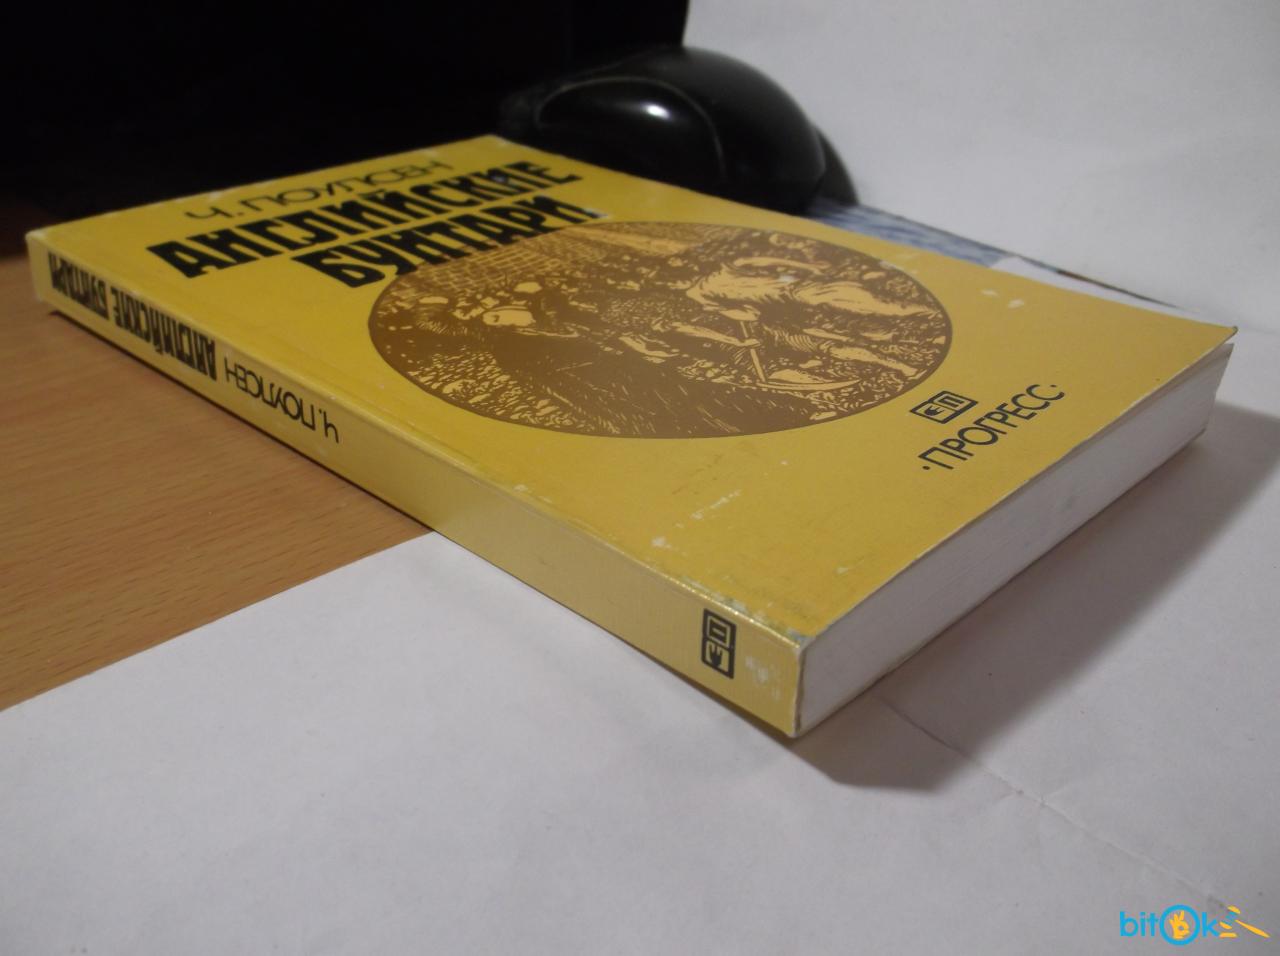 Ч. ПОУЛСЕН
АНГЛИЙСКИЕ
БУНТАРИ
·ПРОГРЕСС·
Ч. ПОУЛСЕН АНГЛИЙСКИЕ БУНТАРИ
bitOk